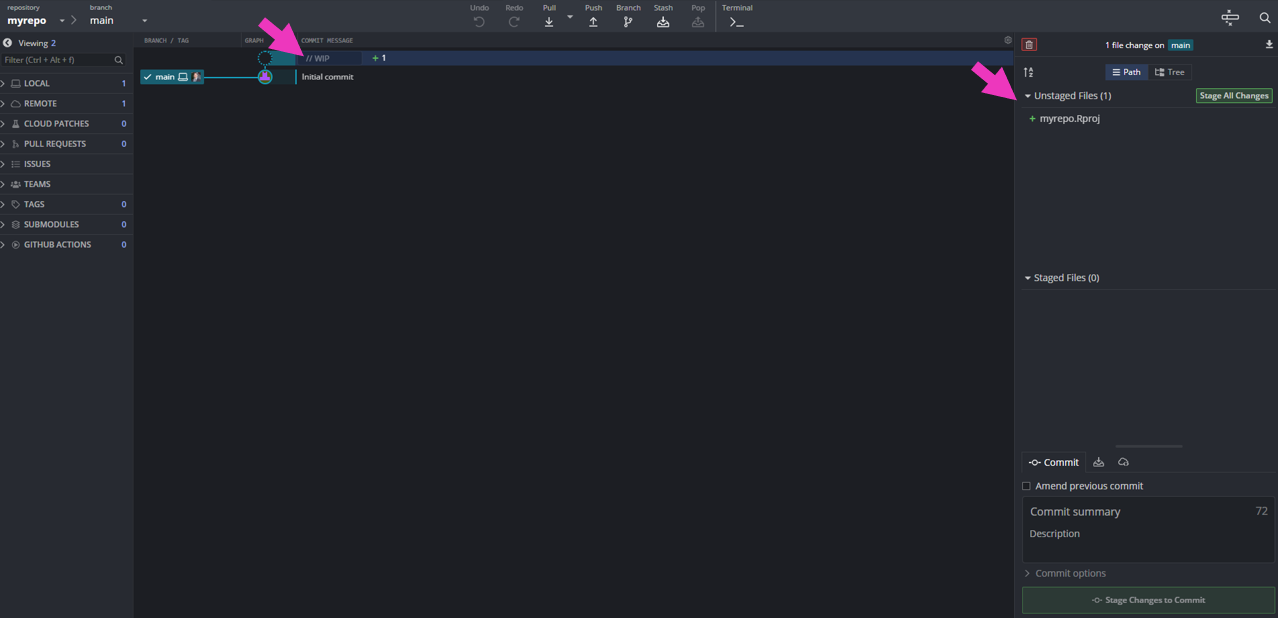 repository
myrepo
branch
main
Undo
Redo
Pull
Push
Branch
Stash
Pop
Terminal
Viewing 2
Filter (Ctrl + Alt + f)
LOCAL 1
REMOTE 1
CLOUD PATCHES 0
PULL REQUESTS 0
ISSUES
TEAMS
TAGS 0
SUBMODULES 0
GITHUB ACTIONS 0
BRANCH / TAG
GRAPH
COMMIT MESSAGE
// WIP
+ 1
main
Initial commit
1 file change on main
Path
Tree
Unstaged Files (1)
Stage All Changes
+ myrepo.Rproj
Staged Files (0)
Commit
Amend previous commit
Commit summary 72
Description
Commit options
Stage Changes to Commit